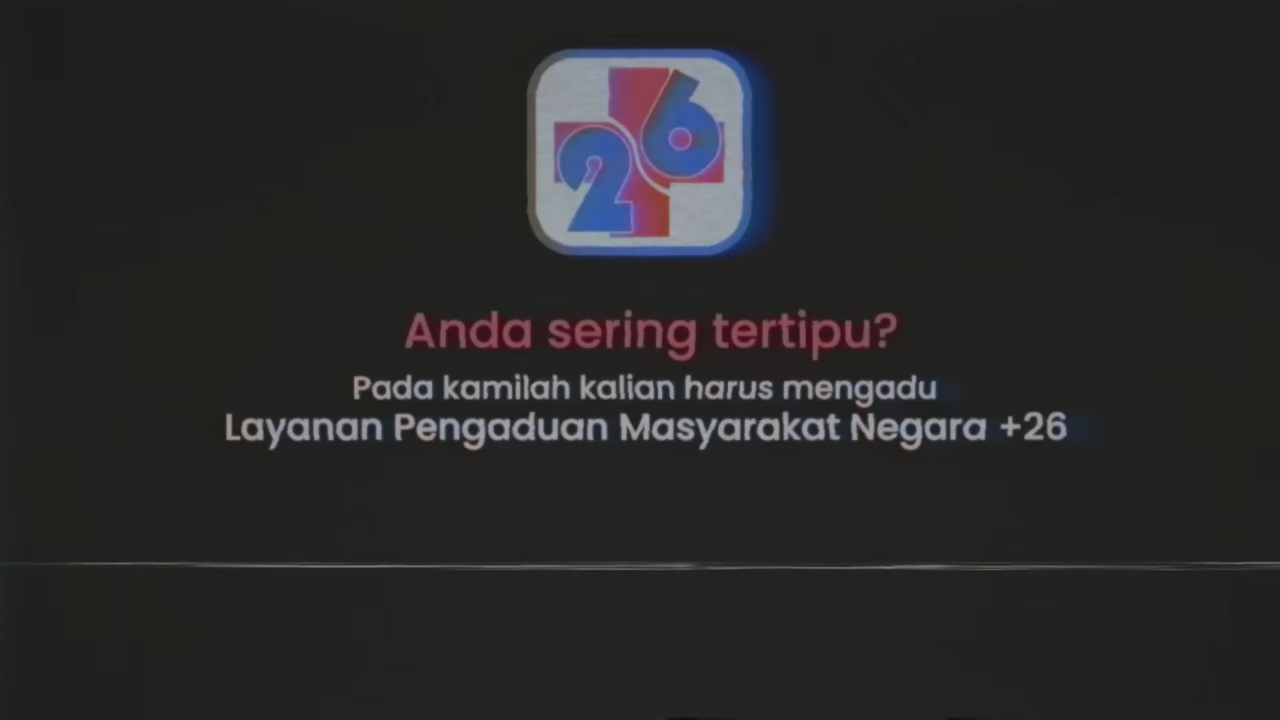 26
Anda sering tertipu?
Pada kamilah kalian harus mengadu
Layanan Pengaduan Masyarakat Negara +26